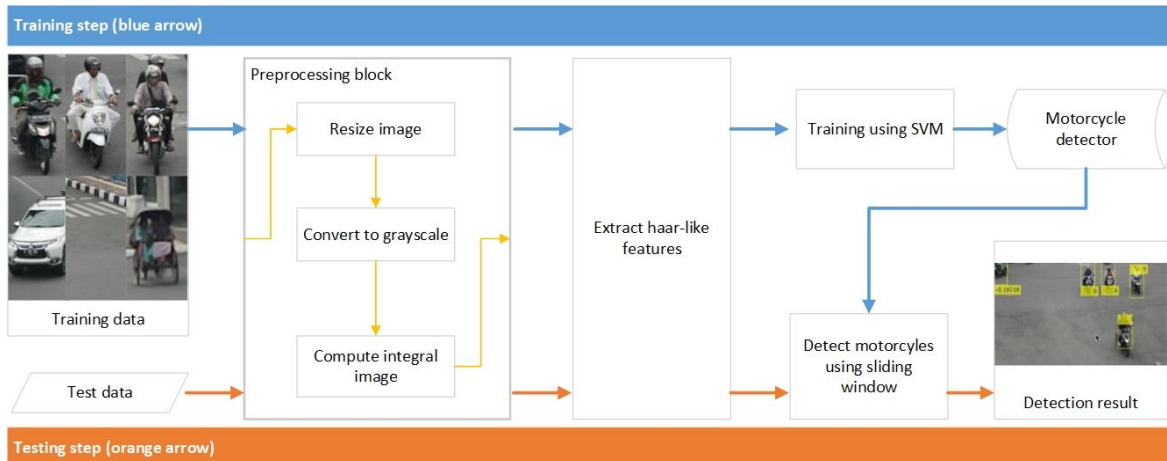 Training step (blue arrow)
Preprocessing block
Resize image
Convert to grayscale
Compute integral
image
Training data
Test data
Extract haar-like
features
Training using SVM
Motorcycle
detector
Detect motorcyles
using sliding
window
Detection result
Testing step (orange arrow)